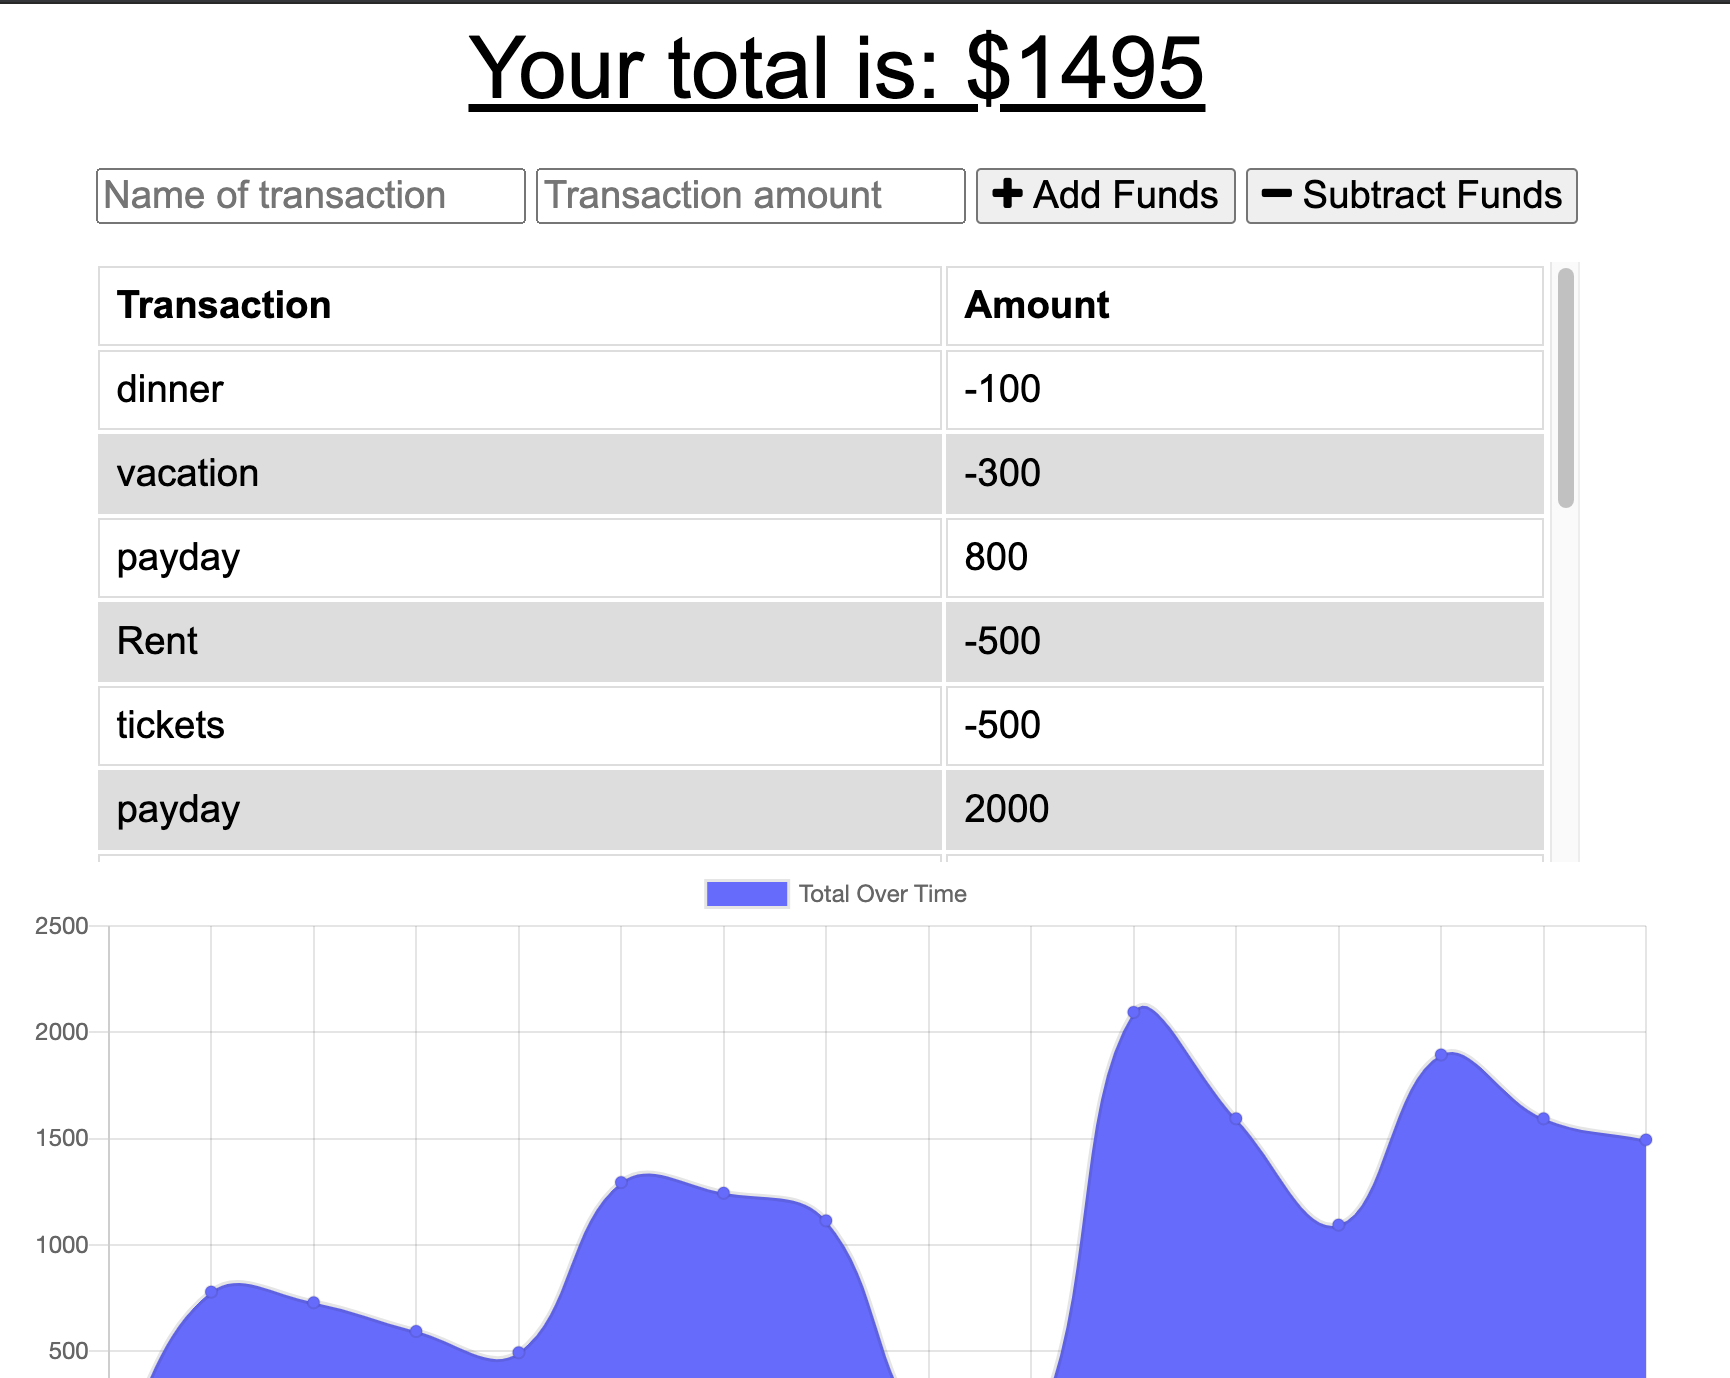 Your total is: $1495
Name of transaction Transaction amount Add Funds Subtract Funds
Transaction Amount
dinner -100
vacation -300
payday 800
Rent -500
tickets -500
payday 2000
Total Over Time
2500
2000
1500
1000
500